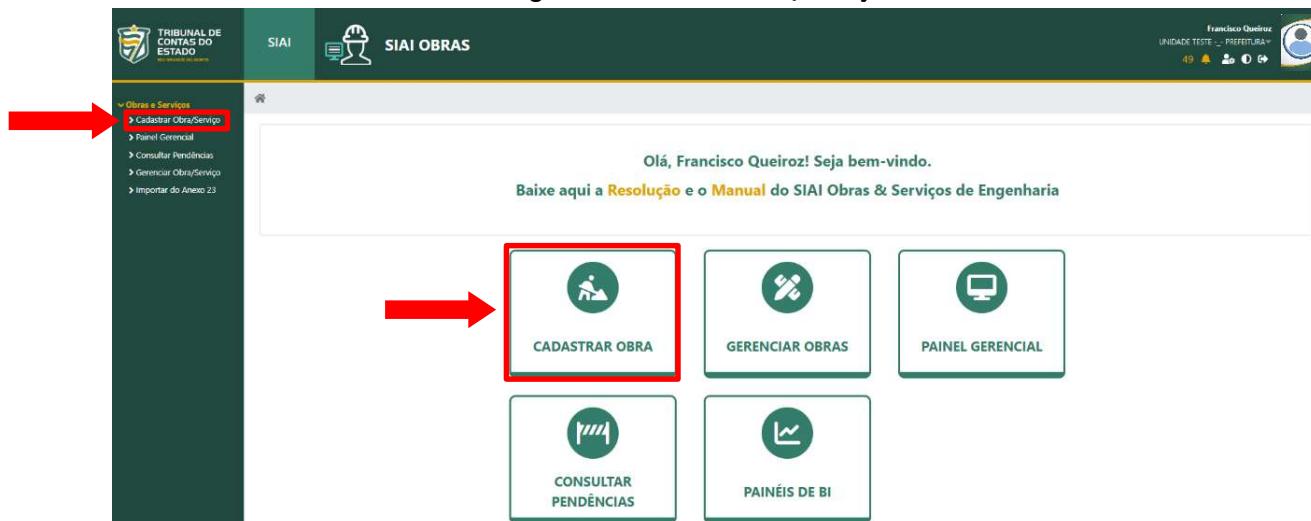 TRIBUNAL DE
CONTAS DO
ESTADO
SIAI
SIAI OBRAS
Francisco Queiroz
UNIDADE TESTE -_- PREFEITURA
49
Obras e Serviços
Cadastrar Obra/Serviço
Painel Gerencial
Consultar Pendências
Gerenciar Obra/Serviço
Importar do Anexo 23
Olá, Francisco Queiroz! Seja bem-vindo.
Baixe aqui a Resolução e o Manual do SIAI Obras & Serviços de Engenharia
CADASTRAR OBRA
GERENCIAR OBRAS
PAINEL GERENCIAL
CONSULTAR
PENDÊNCIAS
PAINÉIS DE BI